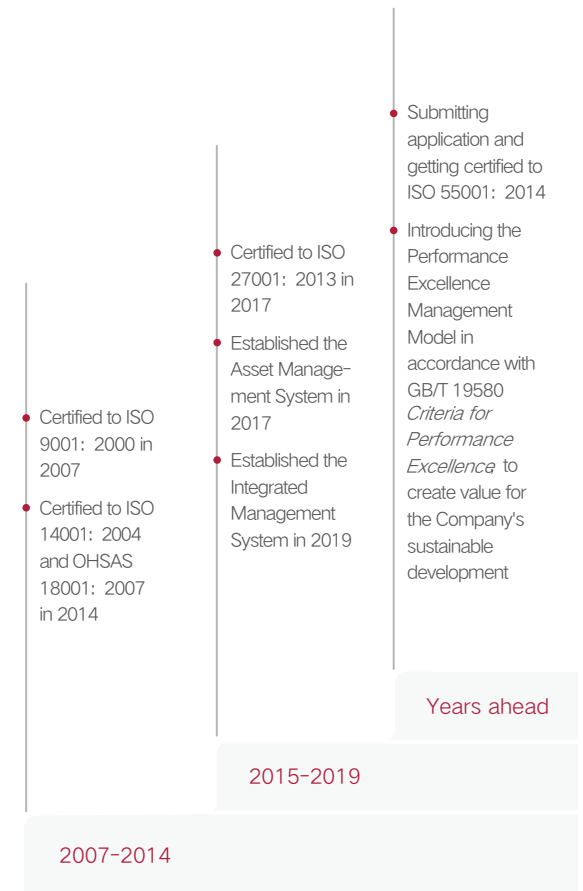 Submitting
application and
getting certified to
ISO 55001: 2014
Introducing the
Performance
Excellence
Management
Model in
accordance with
GB/T 19580
Criteria for
Performance
Excellence, to
create value for
the Company's
sustainable
development
Years ahead
Certified to ISO
27001: 2013 in
2017
Established the
Asset Manage-
ment System in
2017
Established the
Integrated
Management
System in 2019
2015-2019
Certified to ISO
9001: 2000 in
2007
Certified to ISO
14001: 2004
and OHSAS
18001: 2007
in 2014
2007-2014